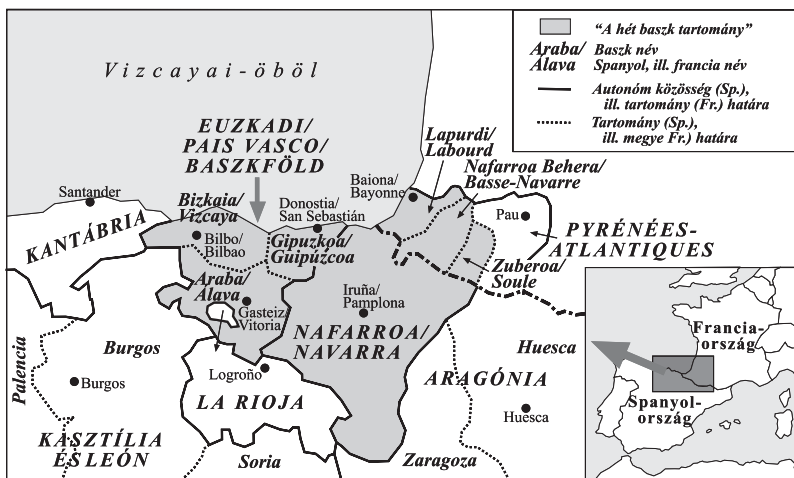 Vizcayai-öböl
"A hét baszk tartomány"
Araba/
Álava
Baszk név
Spanyol, ill. francia név
Autonóm közösség (Sp.),
ill. tartomány (Fr.) határa
Tartomány (Sp.),
ill. megye Fr.) határa
EUZKADI/
PAIS VASCO/
BASZKFÖLD
Lapurdi/
Labourd
Nafarroa Behera/
Basse-Navarre
Santander
KANTÁBRIA
Bizkaia/
Vizcaya
Bilbo/
Bilbao
Donostia/
San Sebastián
Baiona/
Bayonne
Pau
PYRÉNÉES-
ATLANTIQUES
Gipuzkoa/
Guipúzcoa
Zuberoa/
Soule
Araba/
Álava
Gasteiz/
Vitoria
Iruña/
Pamplona
NAFARROA/
NAVARRA
Palencia
Burgos
Burgos
Logroño
LA RIOJA
ARAGÓNIA
Huesca
Huesca
KASZTÍLIA
ÉS LEÓN
Soria
Zaragoza
Francia-
ország
Spanyol-
ország